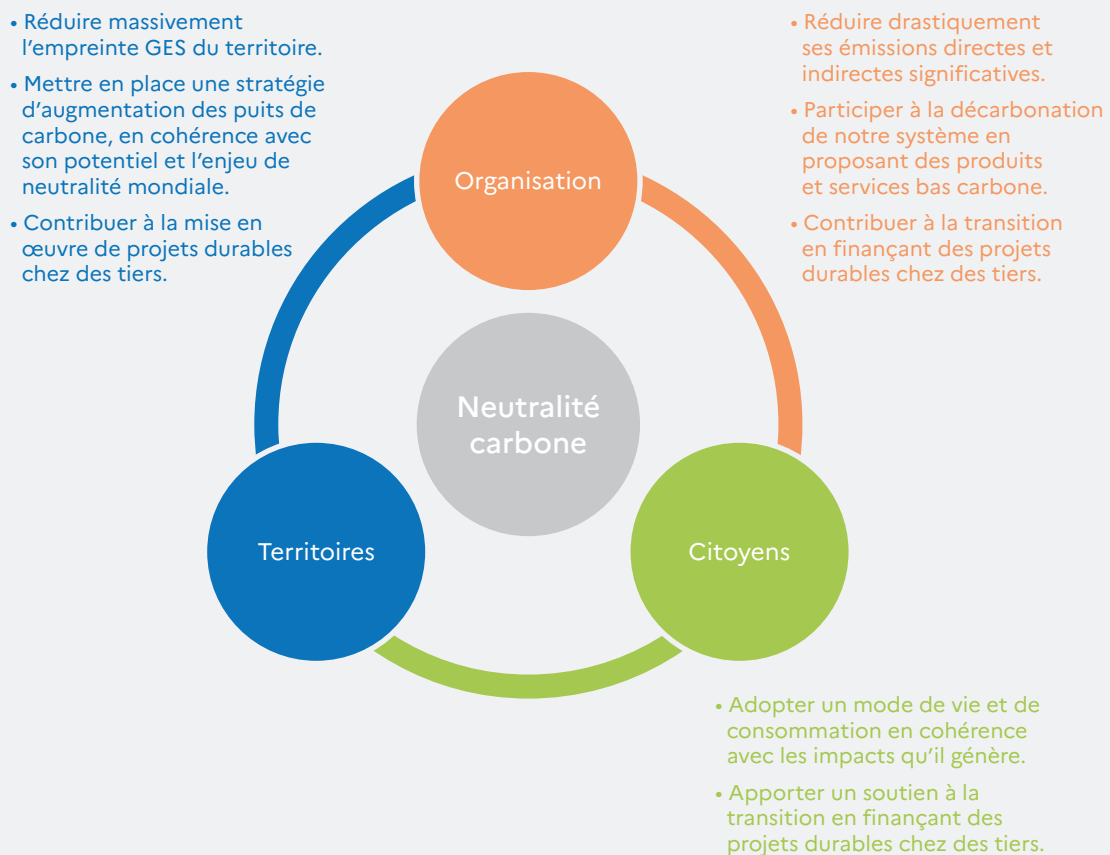 • Réduire massivement
l'empreinte GES du territoire.
• Mettre en place une stratégie
d'augmentation des puits de
carbone, en cohérence avec
son potentiel et l'enjeu de
neutralité mondiale.
• Contribuer à la mise en
œuvre de projets durables
chez des tiers.
• Réduire drastiquement
ses émissions directes et
indirectes significatives.
• Participer à la décarbonation
de notre système en
proposant des produits
et services bas carbone.
• Contribuer à la transition
en finançant des projets
durables chez des tiers.
Organisation
Neutralité
carbone
Territoires
Citoyens
• Adopter un mode de vie et de
consommation en cohérence
avec les impacts qu'il génère.
• Apporter un soutien à la
transition en finançant des
projets durables chez des tiers.